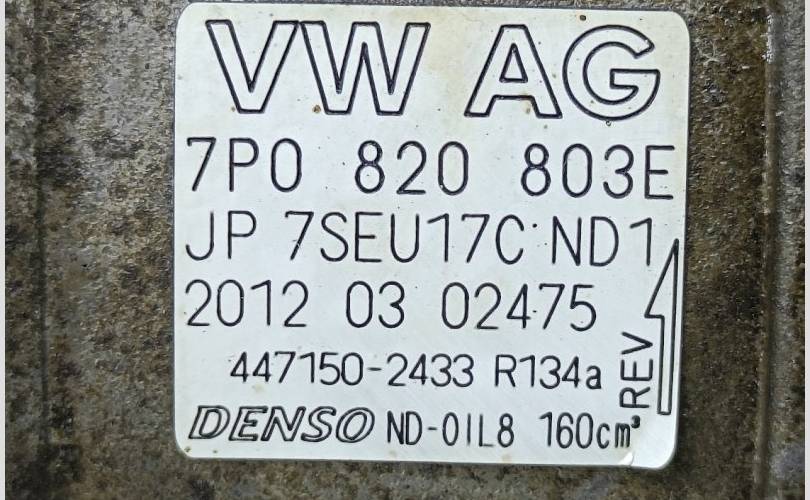 VW AG
7P0 820 803E
JP 7SEU17C ND1
2012 03 02475
447150-2433 R134a
DENSO ND-OIL8 160cm³
REV